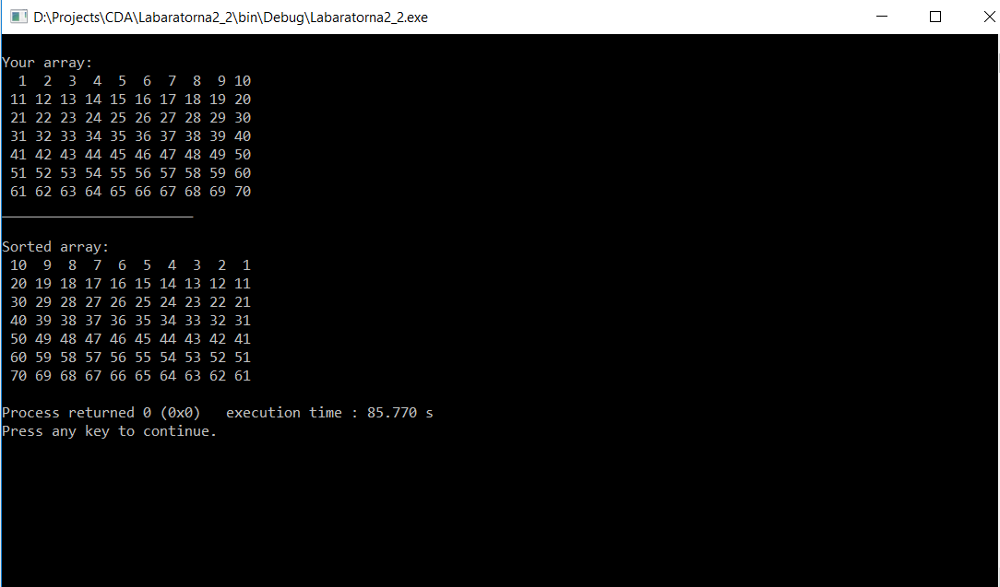 D:\Projects\CDA\Labaratorna2_2\bin\Debug\Labaratorna2_2.exe
Your array:
  1  2  3  4  5  6  7  8  9 10
 11 12 13 14 15 16 17 18 19 20
 21 22 23 24 25 26 27 28 29 30
 31 32 33 34 35 36 37 38 39 40
 41 42 43 44 45 46 47 48 49 50
 51 52 53 54 55 56 57 58 59 60
 61 62 63 64 65 66 67 68 69 70
_______________________
Sorted array:
 10  9  8  7  6  5  4  3  2  1
 20 19 18 17 16 15 14 13 12 11
 30 29 28 27 26 25 24 23 22 21
 40 39 38 37 36 35 34 33 32 31
 50 49 48 47 46 45 44 43 42 41
 60 59 58 57 56 55 54 53 52 51
 70 69 68 67 66 65 64 63 62 61
Process returned 0 (0x0)   execution time : 85.770 s
Press any key to continue.